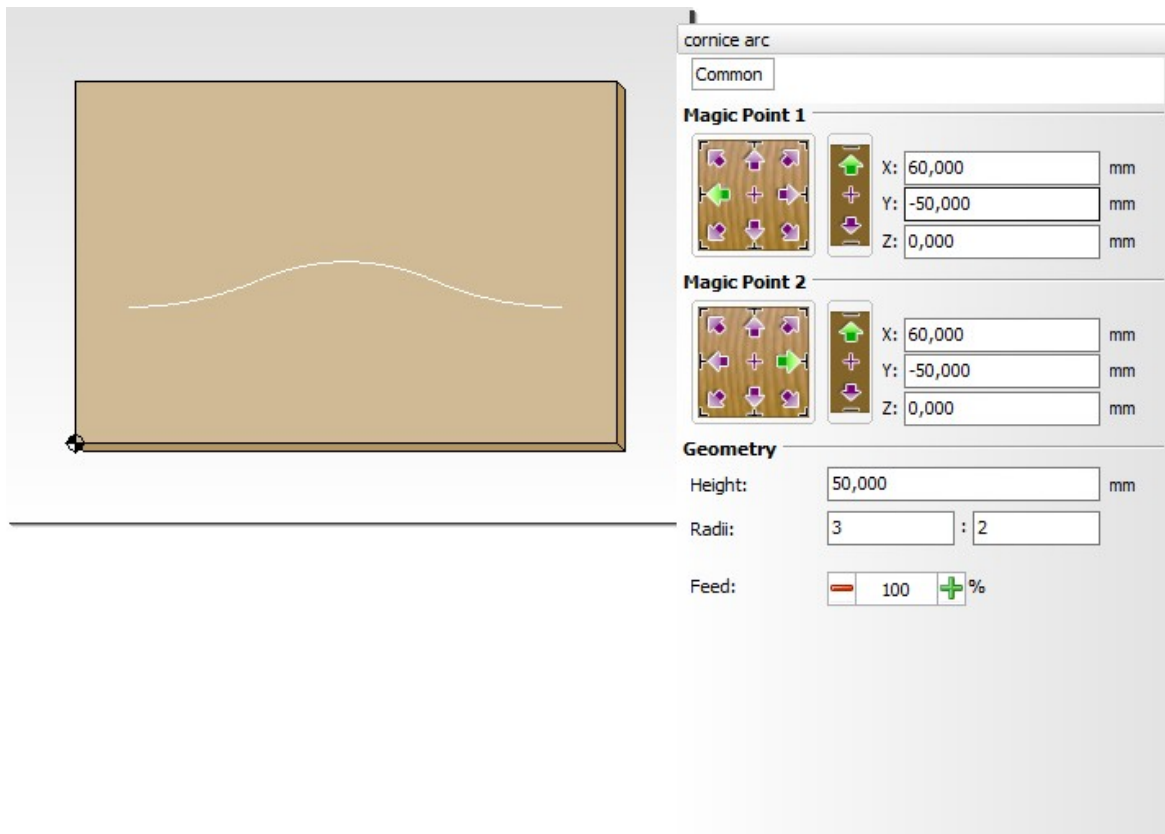 cornice arc
Common
Magic Point 1
X: 60,000 mm
Y: -50,000 mm
Z: 0,000 mm
Magic Point 2
X: 60,000 mm
Y: -50,000 mm
Z: 0,000 mm
Geometry
Height: 50,000 mm
Radii: 3 : 2
Feed: 100 %